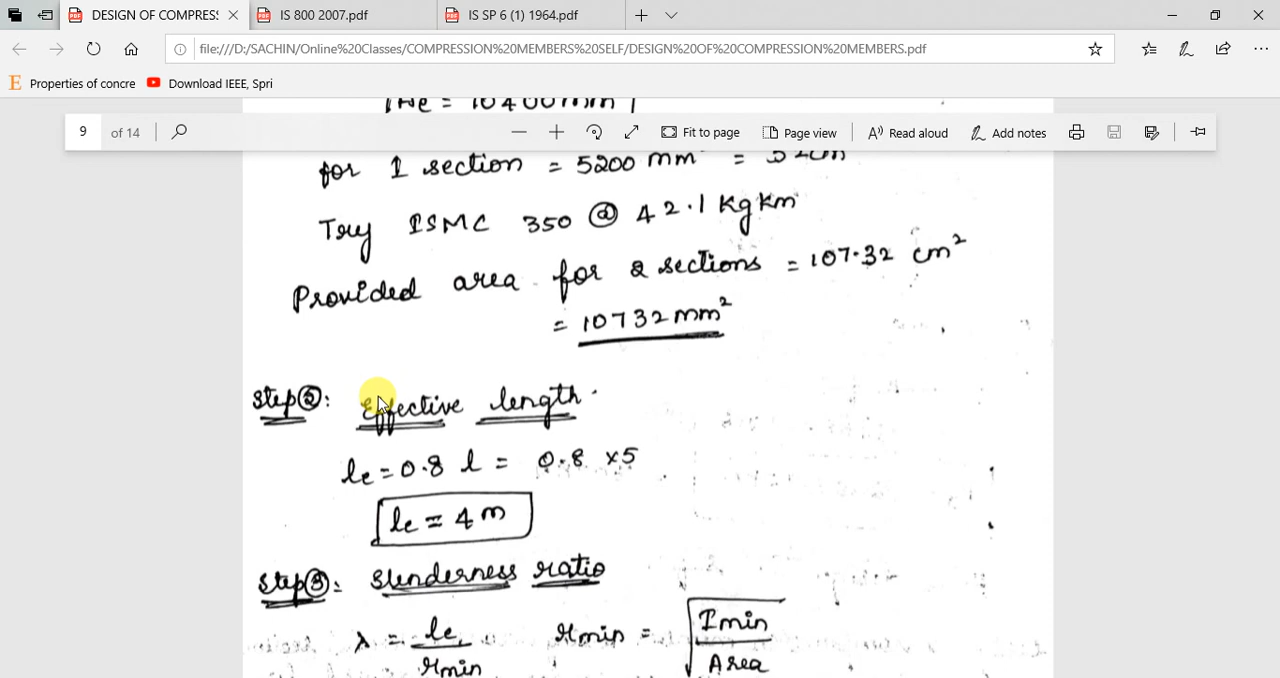 DESIGN OF COMPRESS
IS 800 2007.pdf
IS SP 6 (1) 1964.pdf
file:///D:/SACHIN/Online%20Classes/COMPRESSION%20MEMBERS%20SELF/DESIGN%20OF%20COMPRESSION%20MEMBERS.pdf
Properties of concre
Download IEEE, Spri
9 of 14
Fit to page
Page view
Read aloud
Add notes
for 1 section = 5200 mm² = 52cm
Try ISMC 350 @ 42.1 kg km
Provided area for 2 sections = 107.32 cm²
= 10732 mm²
Step②: Effective length.
le = 0.8 l = 0.8 x5
le = 4 m
Step③: Slenderness ratio
λ = le / rmin rmin = √ Imin / Area